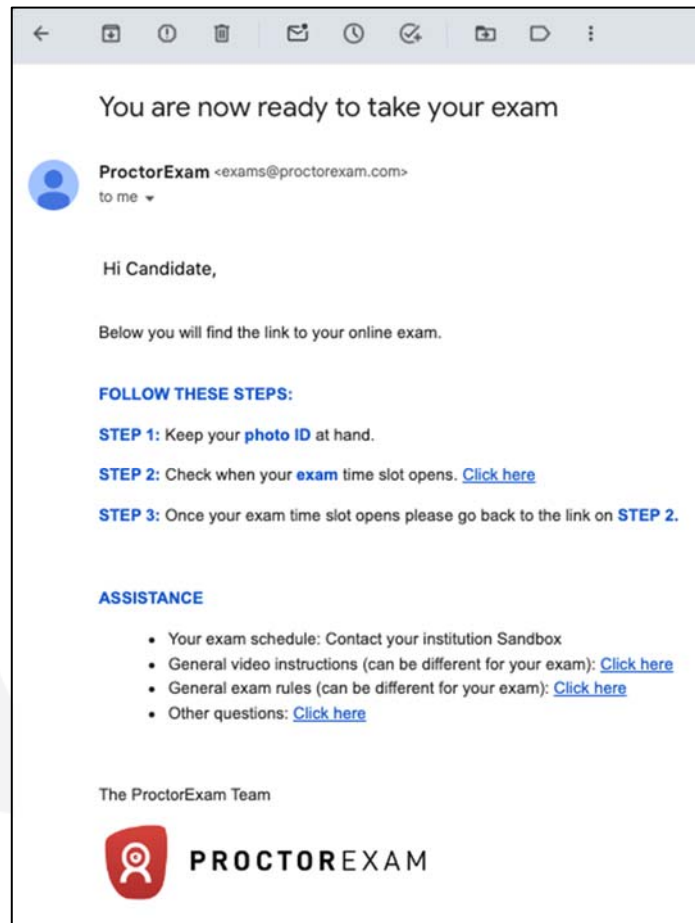 You are now ready to take your exam
ProctorExam <exams@proctorexam.com>
to me
Hi Candidate,
Below you will find the link to your online exam.
FOLLOW THESE STEPS:
STEP 1: Keep your photo ID at hand.
STEP 2: Check when your exam time slot opens. Click here
STEP 3: Once your exam time slot opens please go back to the link on STEP 2.
ASSISTANCE
• Your exam schedule: Contact your institution Sandbox
• General video instructions (can be different for your exam): Click here
• General exam rules (can be different for your exam): Click here
• Other questions: Click here
The ProctorExam Team
PROCTOREXAM